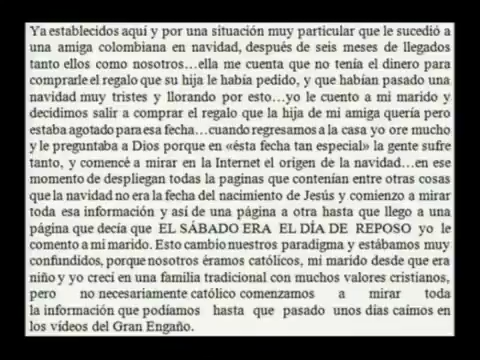 Ya establecidos aquí y por una situación muy particular que le sucedió a
una amiga colombiana en navidad, después de seis meses de llegados
tanto ellos como nosotros…ella me cuenta que no tenía el dinero para
comprarle el regalo que su hija le había pedido, y que habían pasado una
navidad muy tristes y llorando por esto…yo le cuento a mi marido y
decidimos salir a comprar el regalo que la hija de mi amiga quería pero
estaba agotado para esa fecha…cuando regresamos a la casa yo ore mucho
y le preguntaba a Dios porque en «ésta fecha tan especial» la gente sufre
tanto, y comencé a mirar en la Internet el origen de la navidad…en ese
momento de despliegan todas la paginas que contenían entre otras cosas
que la navidad no era la fecha del nacimiento de Jesús y comienzo a mirar
toda esa información y así de una página a otra hasta que llego a una
página que decía que EL SÁBADO ERA EL DÍA DE REPOSO yo le
comento a mi marido. Esto cambio nuestros paradigma y estábamos muy
confundidos, porque nosotros éramos católicos, mi marido desde que era
niño y yo crecí en una familia tradicional con muchos valores cristianos,
pero no necesariamente católico comenzamos a mirar toda
la información que podíamos hasta que pasado unos días caímos en
los vídeos del Gran Engaño.